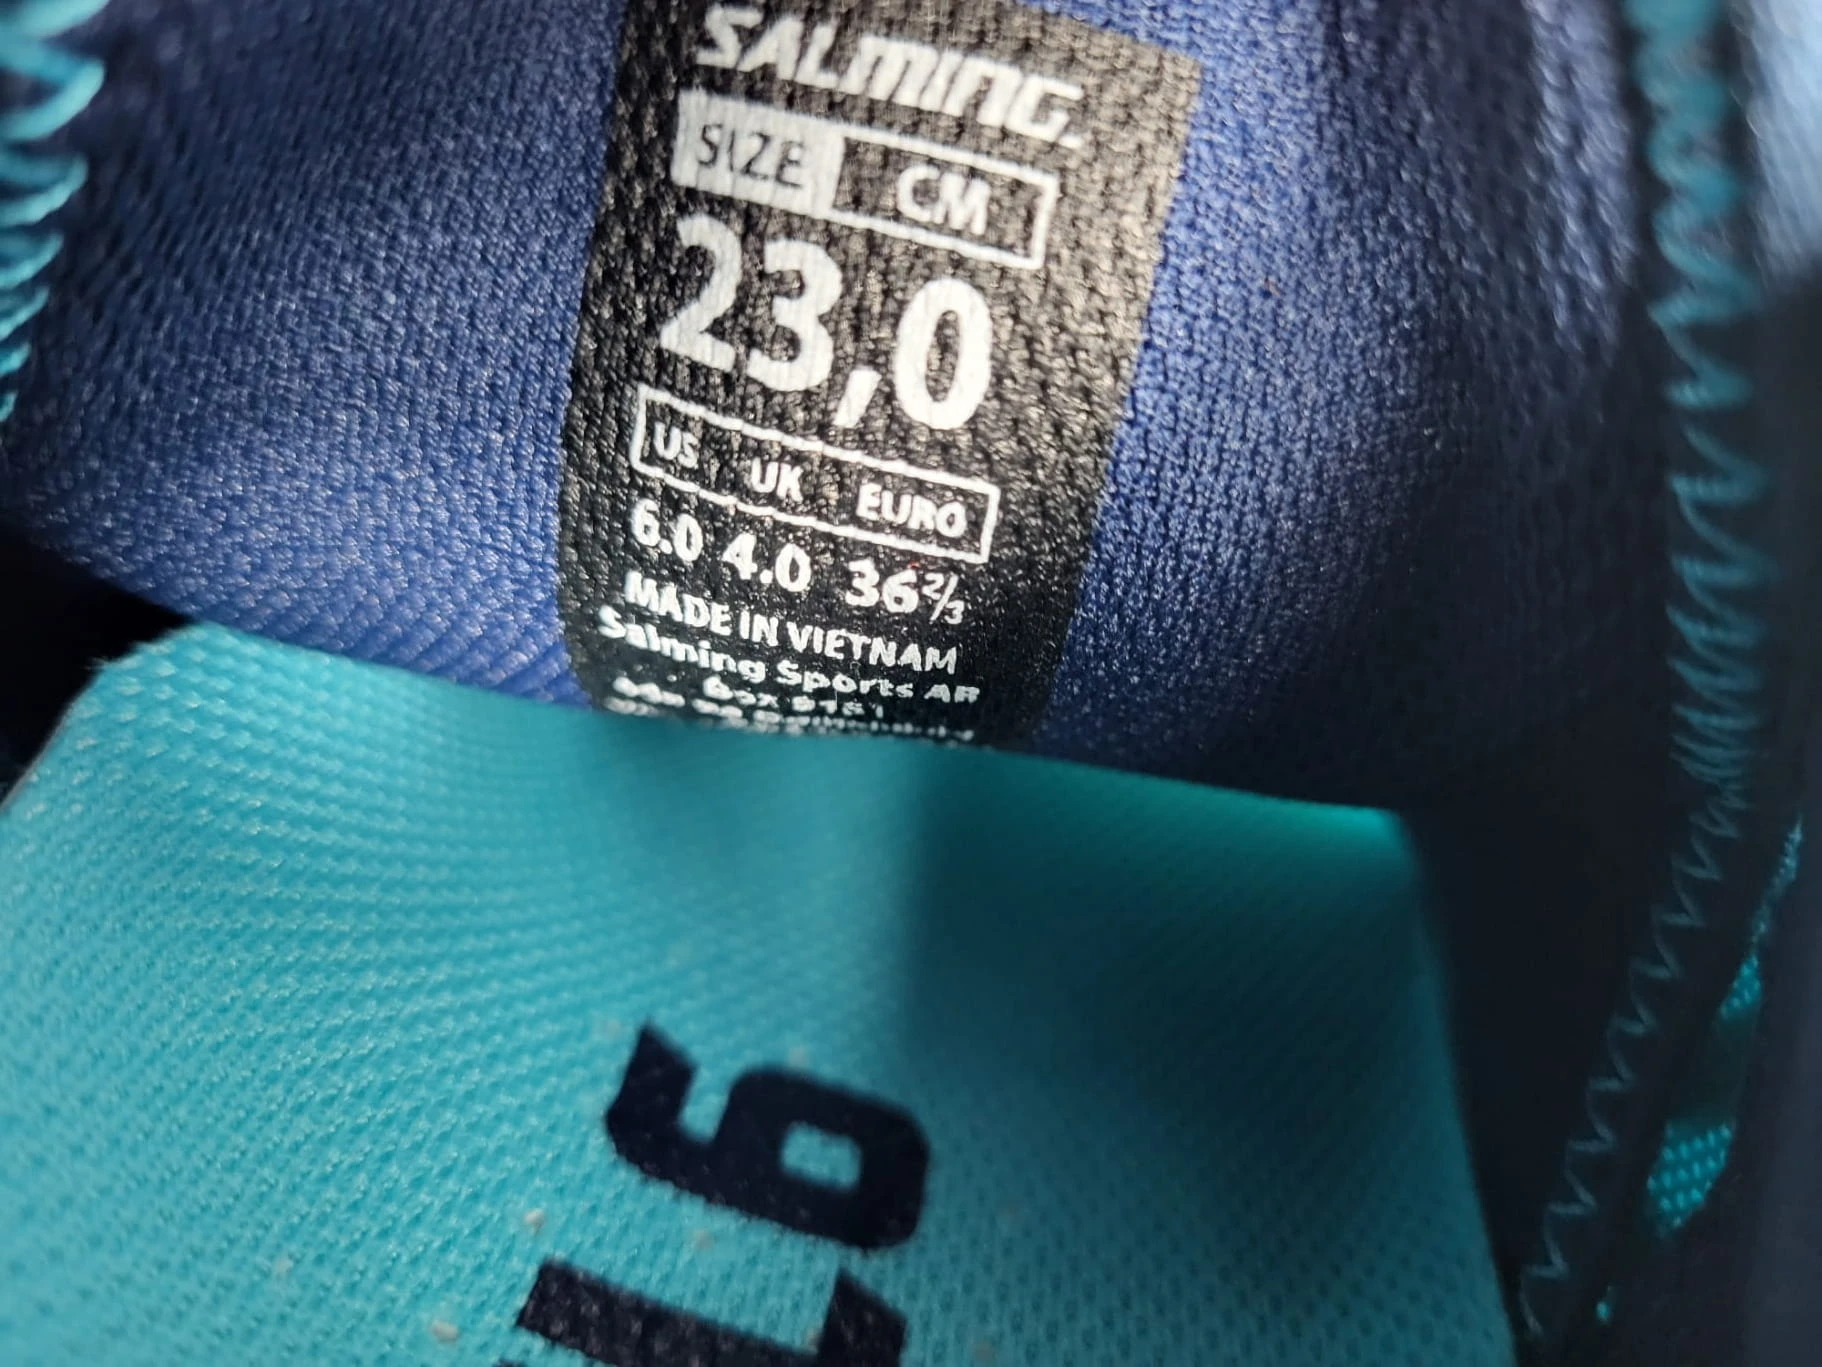 SALMING.
SIZE CM
23,0
US UK EURO
6.0 4.0 36⅔
MADE IN VIETNAM
Salming Sports AB
Box